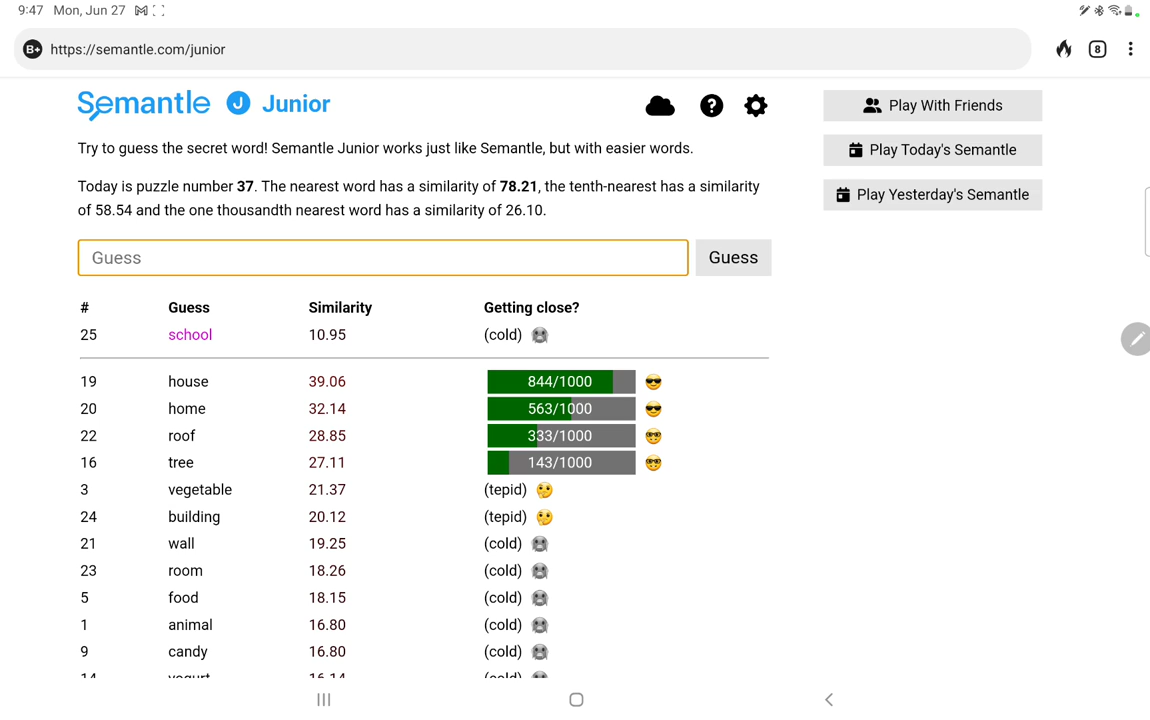 9:47 Mon, Jun 27
B+ https://semantle.com/junior 8
Semantle J Junior
Play With Friends
Try to guess the secret word! Semantle Junior works just like Semantle, but with easier words.
Play Today's Semantle
Today is puzzle number 37. The nearest word has a similarity of 78.21, the tenth-nearest has a similarity
of 58.54 and the one thousandth nearest word has a similarity of 26.10.
Play Yesterday's Semantle
Guess Guess
# Guess Similarity Getting close?
25 school 10.95 (cold)
19 house 39.06 844/1000
20 home 32.14 563/1000
22 roof 28.85 333/1000
16 tree 27.11 143/1000
3 vegetable 21.37 (tepid)
24 building 20.12 (tepid)
21 wall 19.25 (cold)
23 room 18.26 (cold)
5 food 18.15 (cold)
1 animal 16.80 (cold)
9 candy 16.80 (cold)
14 yogurt 16.14 (cold)